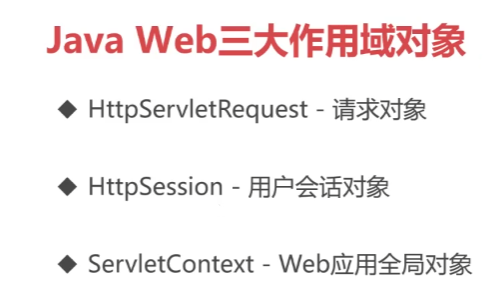 Java Web三大作用域对象
◆ HttpServletRequest - 请求对象
◆ HttpSession - 用户会话对象
◆ ServletContext - Web应用全局对象